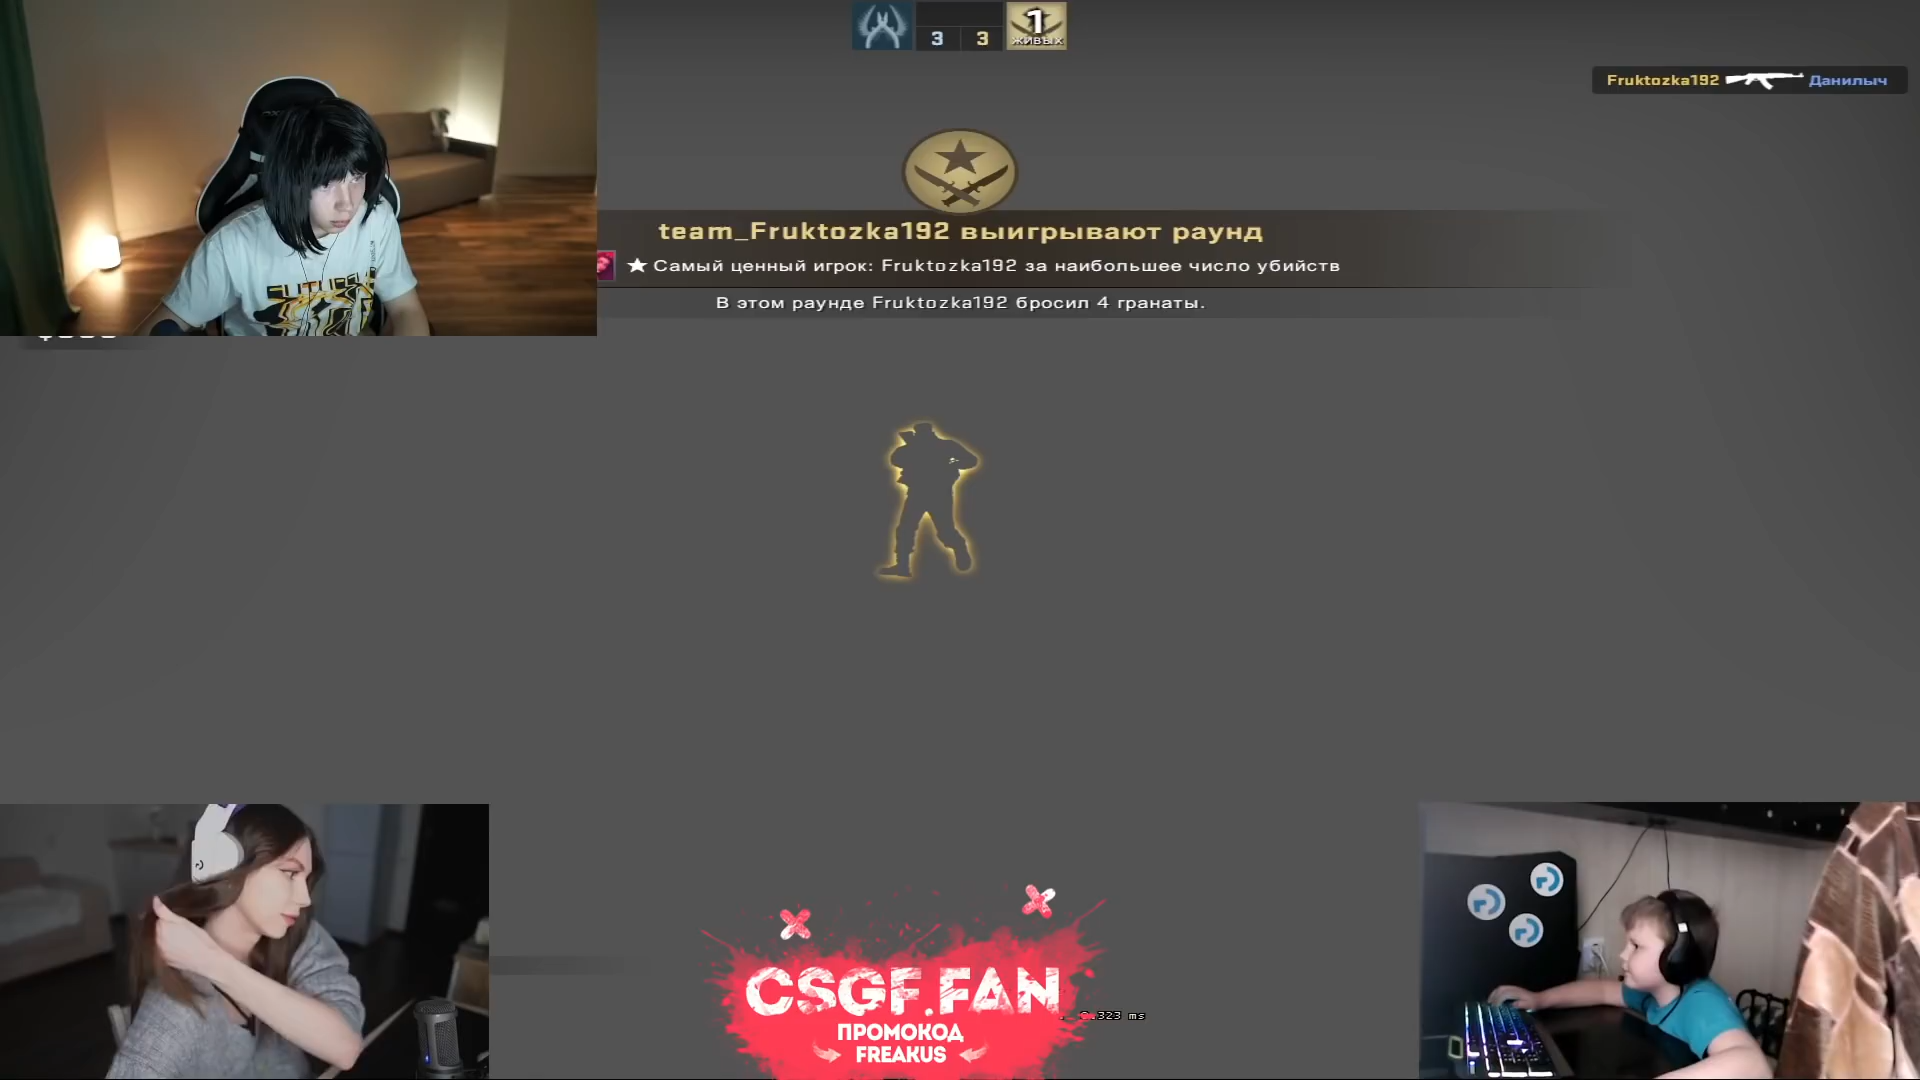 3 3
1
ЖИВЫХ
Fruktozka192 Данилыч
team_Fruktozka192 выигрывают раунд
★ Самый ценный игрок: Fruktozka192 за наибольшее число убийств
В этом раунде Fruktozka192 бросил 4 гранаты.
CSGF.FAN
ПРОМОКОД
FREAKUS